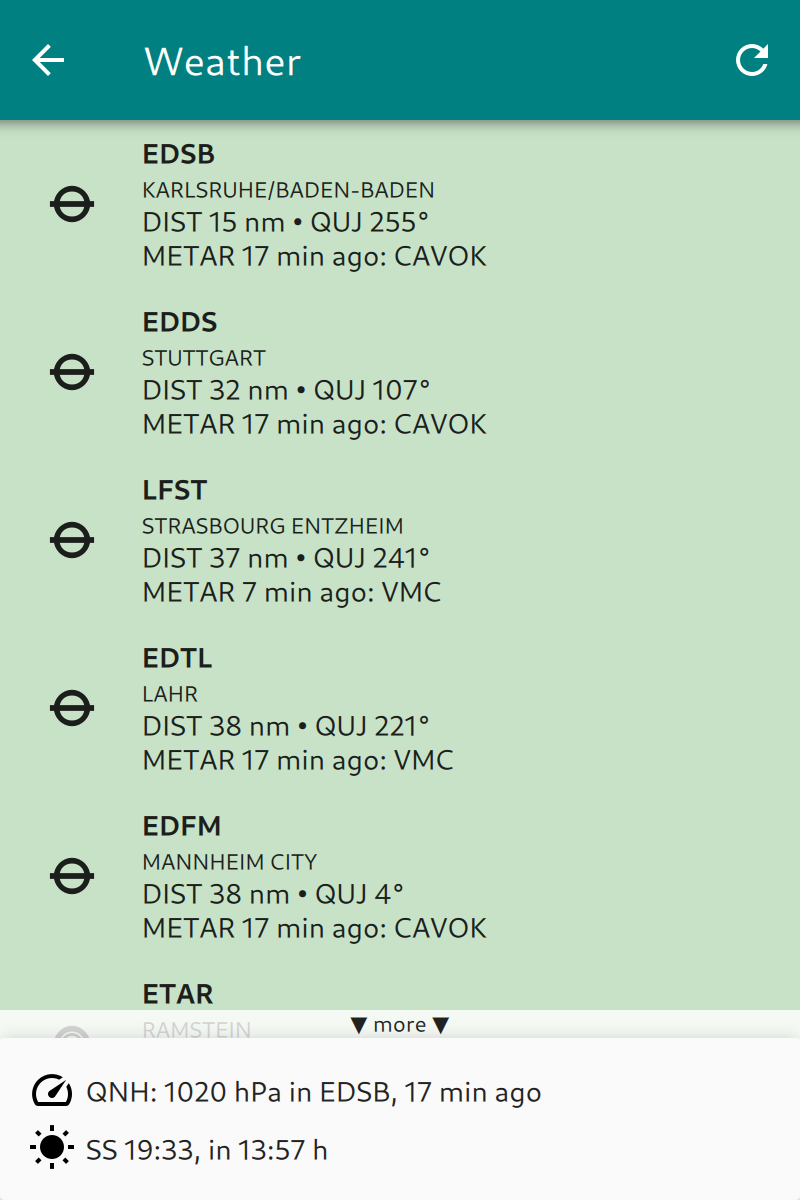 Weather
EDSB
KARLSRUHE/BADEN-BADEN
DIST 15 nm • QUJ 255°
METAR 17 min ago: CAVOK
EDDS
STUTTGART
DIST 32 nm • QUJ 107°
METAR 17 min ago: CAVOK
LFST
STRASBOURG ENTZHEIM
DIST 37 nm • QUJ 241°
METAR 7 min ago: VMC
EDTL
LAHR
DIST 38 nm • QUJ 221°
METAR 17 min ago: VMC
EDFM
MANNHEIM CITY
DIST 38 nm • QUJ 4°
METAR 17 min ago: CAVOK
ETAR
RAMSTEIN
▼ more ▼
QNH: 1020 hPa in EDSB, 17 min ago
SS 19:33, in 13:57 h